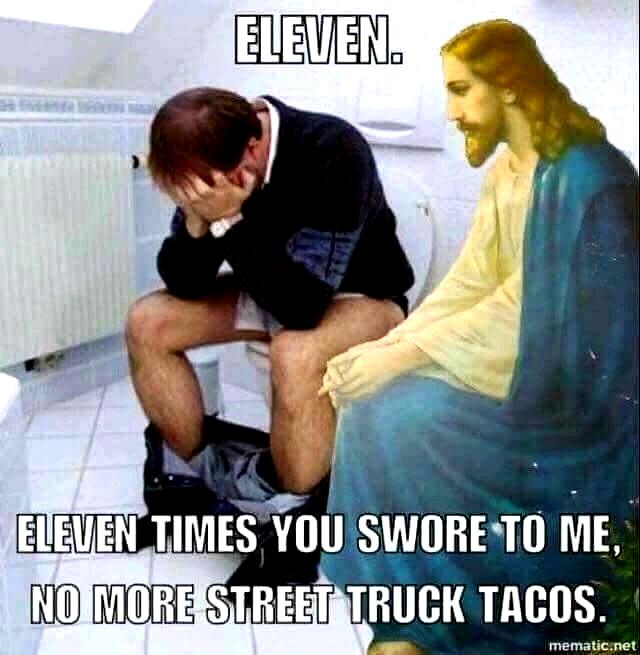 ELEVEN.
ELEVEN TIMES YOU SWORE TO ME,
NO MORE STREET TRUCK TACOS.
mematic.net